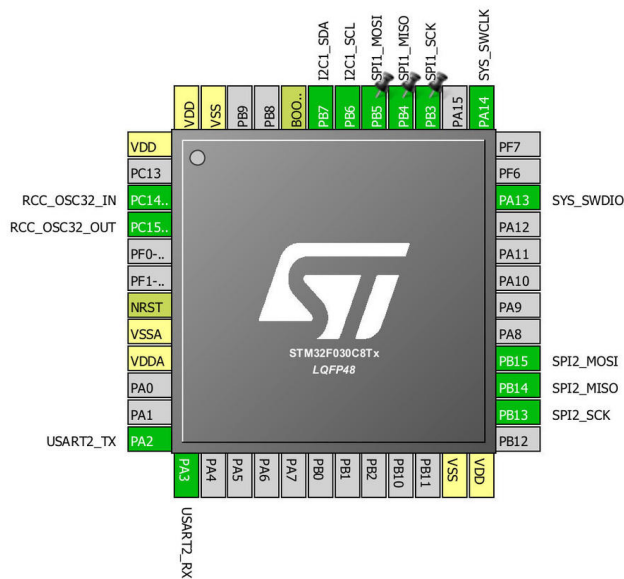 I2C1_SDA
I2C1_SCL
SPI1_MOSI
SPI1_MISO
SPI1_SCK
SYS_SWCLK
VDD
VSS
PB9
PB8
BOO..
PB7
PB6
PB5
PB4
PB3
PA15
PA14
VDD
PC13
RCC_OSC32_IN PC14..
RCC_OSC32_OUT PC15..
PF0-..
PF1-..
NRST
VSSA
VDDA
PA0
PA1
USART2_TX PA2
ST
STM32F030C8Tx
LQFP48
PF7
PF6
PA13 SYS_SWDIO
PA12
PA11
PA10
PA9
PA8
PB15 SPI2_MOSI
PB14 SPI2_MISO
PB13 SPI2_SCK
PB12
PA3
PA4
PA5
PA6
PA7
PB0
PB1
PB2
PB10
PB11
VSS
VDD
USART2_RX